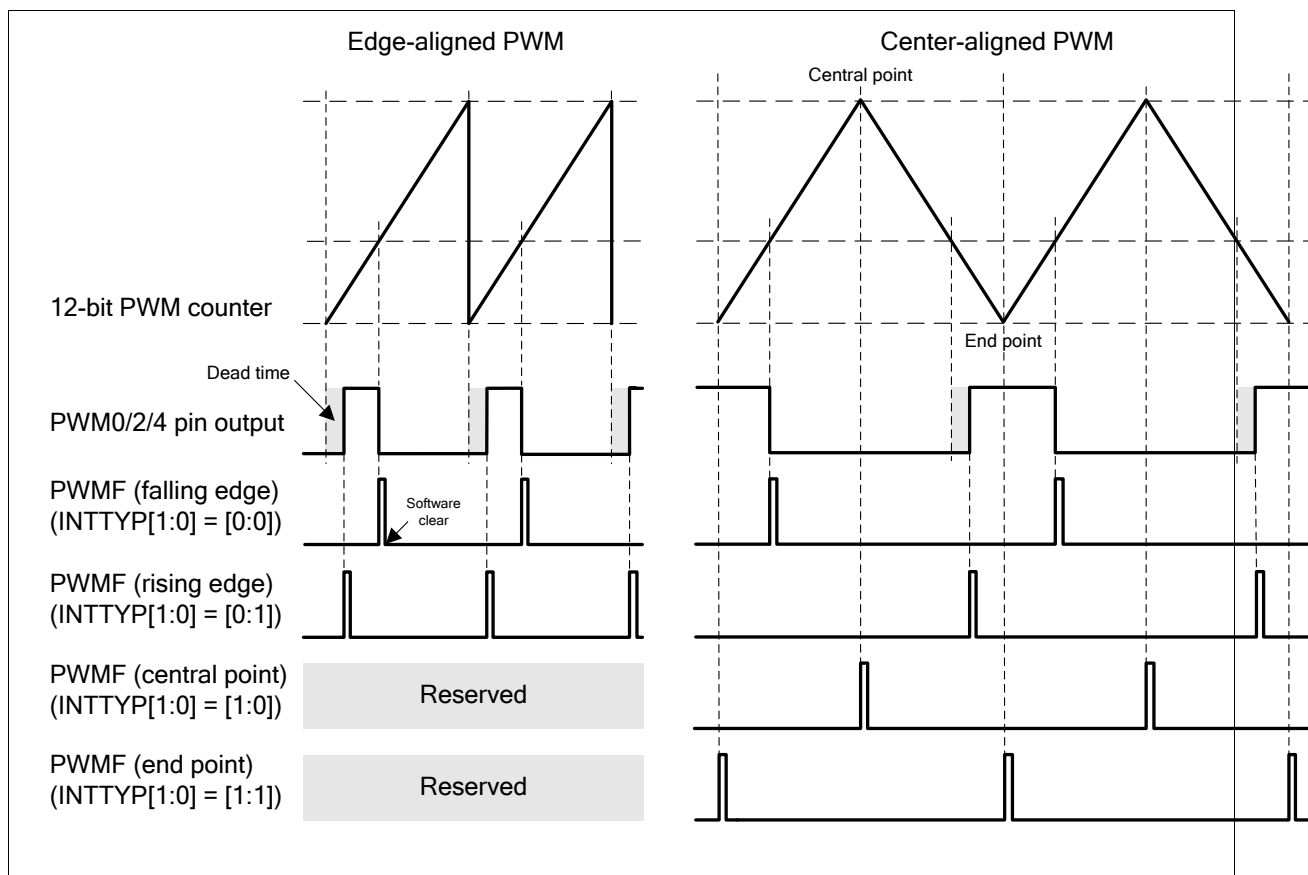 Edge-aligned PWM
Center-aligned PWM
Central point
12-bit PWM counter
End point
Dead time
PWM0/2/4 pin output
PWMF (falling edge)
(INTTYP[1:0] = [0:0])
Software
clear
PWMF (rising edge)
(INTTYP[1:0] = [0:1])
PWMF (central point)
(INTTYP[1:0] = [1:0])
Reserved
PWMF (end point)
(INTTYP[1:0] = [1:1])
Reserved